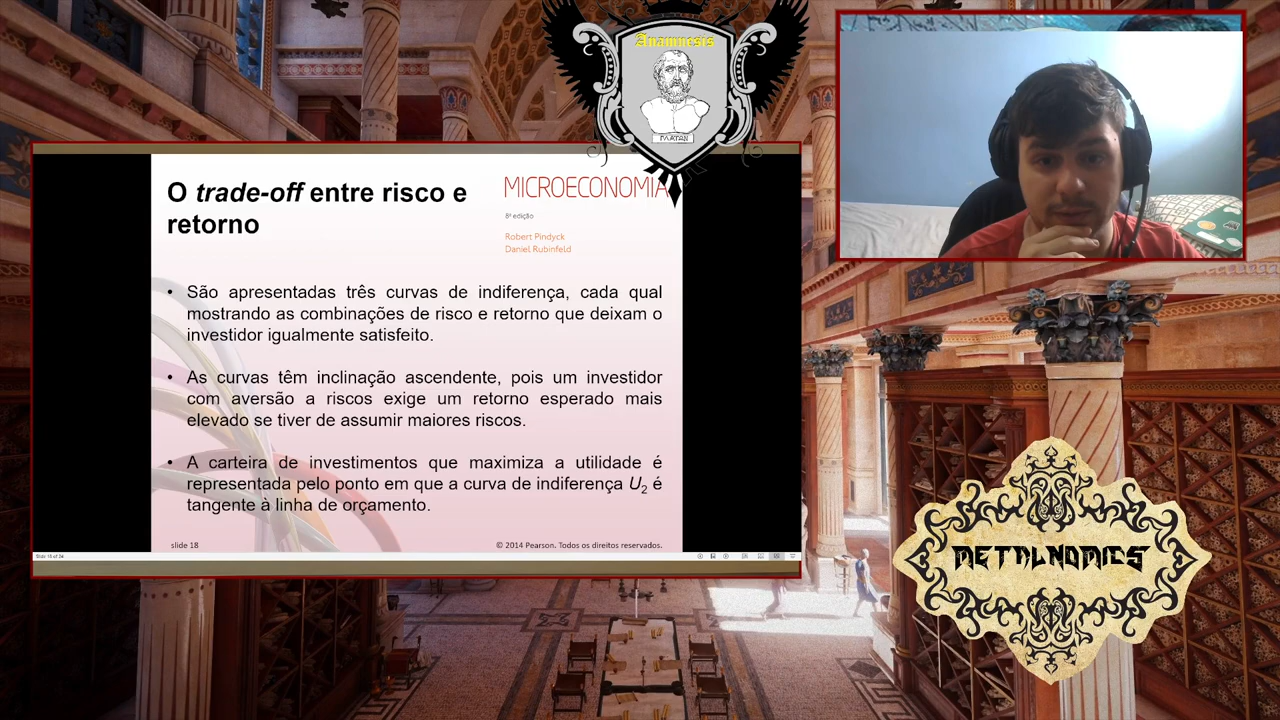 Anamnesis
PLATÃN
O trade-off entre risco e
retorno
MICROECONOMIA
8ª edição
Robert Pindyck
Daniel Rubinfeld
• São apresentadas três curvas de indiferença, cada qual
mostrando as combinações de risco e retorno que deixam o
investidor igualmente satisfeito.
• As curvas têm inclinação ascendente, pois um investidor
com aversão a riscos exige um retorno esperado mais
elevado se tiver de assumir maiores riscos.
• A carteira de investimentos que maximiza a utilidade é
representada pelo ponto em que a curva de indiferença U2 é
tangente à linha de orçamento.
slide 18
© 2014 Pearson. Todos os direitos reservados.
METALNOMICS